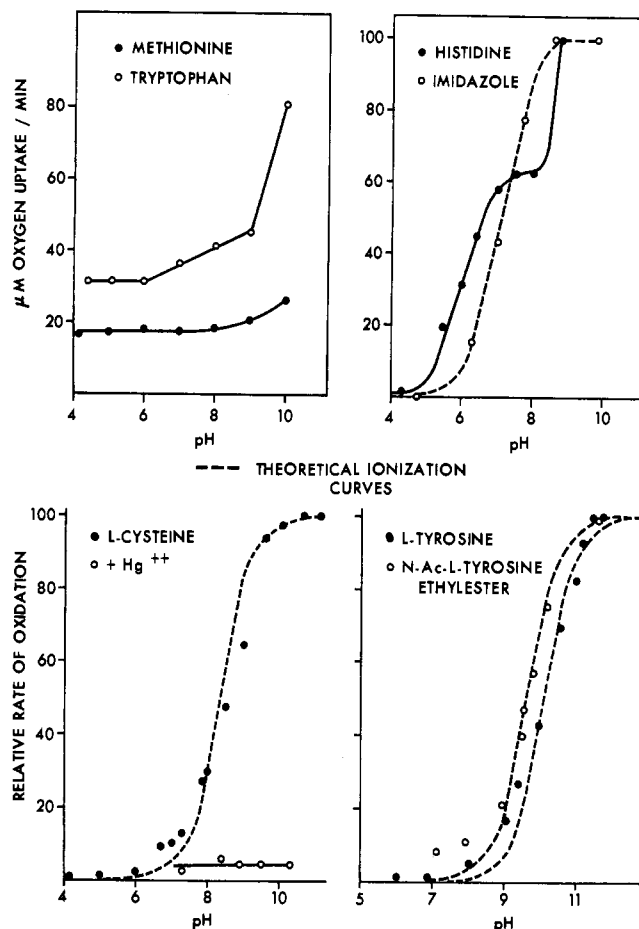 ● METHIONINE
○ TRYPTOPHAN
µM OXYGEN UPTAKE / MIN
80
60
40
20
4 6 8 10
pH
● HISTIDINE
○ IMIDAZOLE
100
80
60
40
20
4 6 8 10
pH
--- THEORETICAL IONIZATION
CURVES
● L-CYSTEINE
○ + Hg ++
RELATIVE RATE OF OXIDATION
100
80
60
40
20
4 6 8 10
pH
● L-TYROSINE
○ N-Ac-L-TYROSINE
ETHYLESTER
5 7 9 11
pH